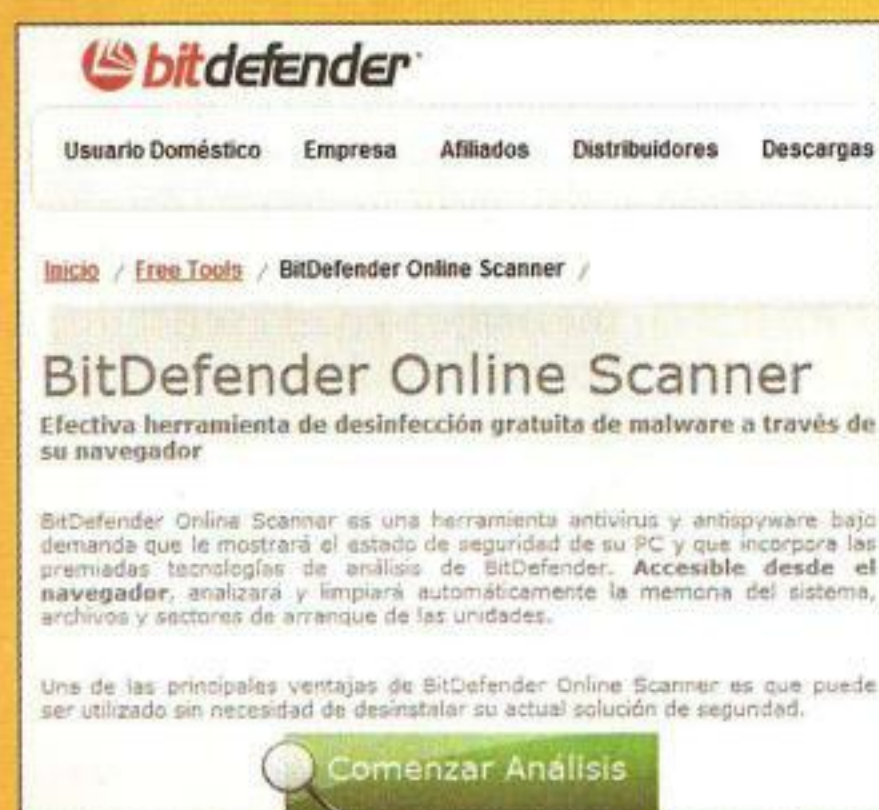 bitdefender
Usuario Doméstico Empresa Afiliados Distribuidores Descargas
Inicio / Free Tools / BitDefender Online Scanner /
BitDefender Online Scanner
Efectiva herramienta de desinfección gratuita de malware a través de
su navegador
BitDefender Online Scanner es una herramienta antivirus y antispyware bajo
demanda que le mostrará el estado de seguridad de su PC y que incorpora las
premiadas tecnologías de análisis de BitDefender. Accesible desde el
navegador, analizará y limpiará automáticamente la memoria del sistema,
archivos y sectores de arranque de las unidades.
Una de las principales ventajas de BitDefender Online Scanner es que puede
ser utilizado sin necesidad de desinstalar su actual solución de seguridad.
Comenzar Análisis